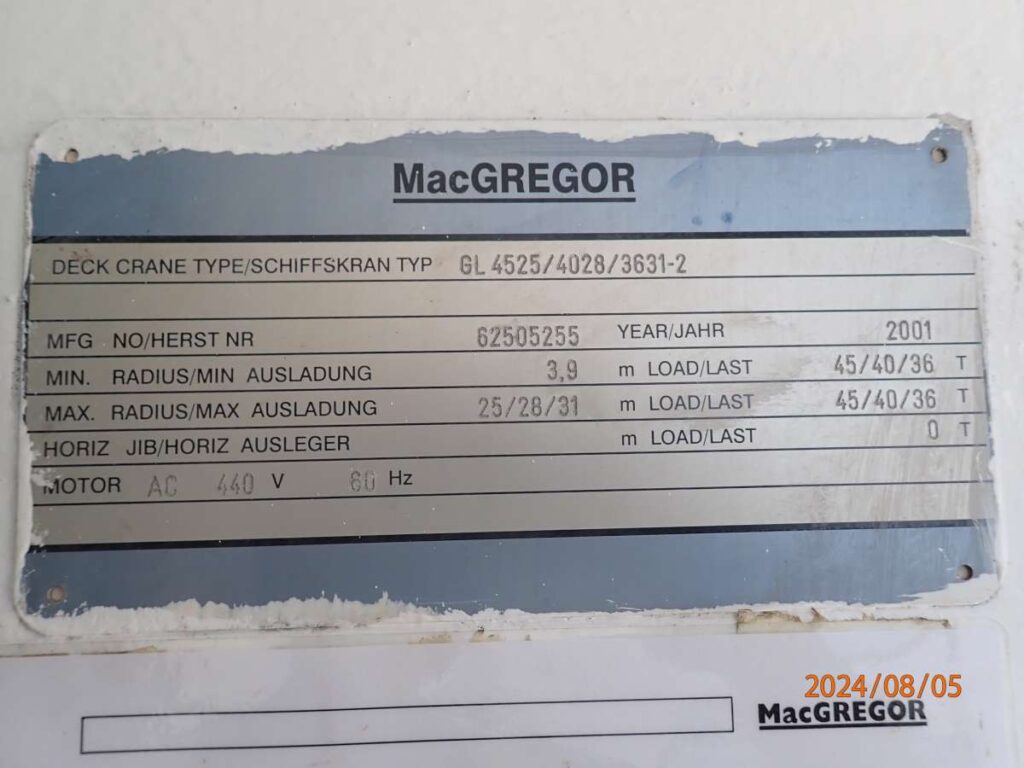 MacGREGOR
DECK CRANE TYPE/SCHIFFSKRAN TYP GL 4525/4028/3631-2
MFG NO/HERST NR 62505255 YEAR/JAHR 2001
MIN. RADIUS/MIN AUSLADUNG 3,9 m LOAD/LAST 45/40/36 T
MAX. RADIUS/MAX AUSLADUNG 25/28/31 m LOAD/LAST 45/40/36 T
HORIZ JIB/HORIZ AUSLEGER m LOAD/LAST 0 T
MOTOR AC 440 V 60 Hz
2024/08/05
MacGREGOR